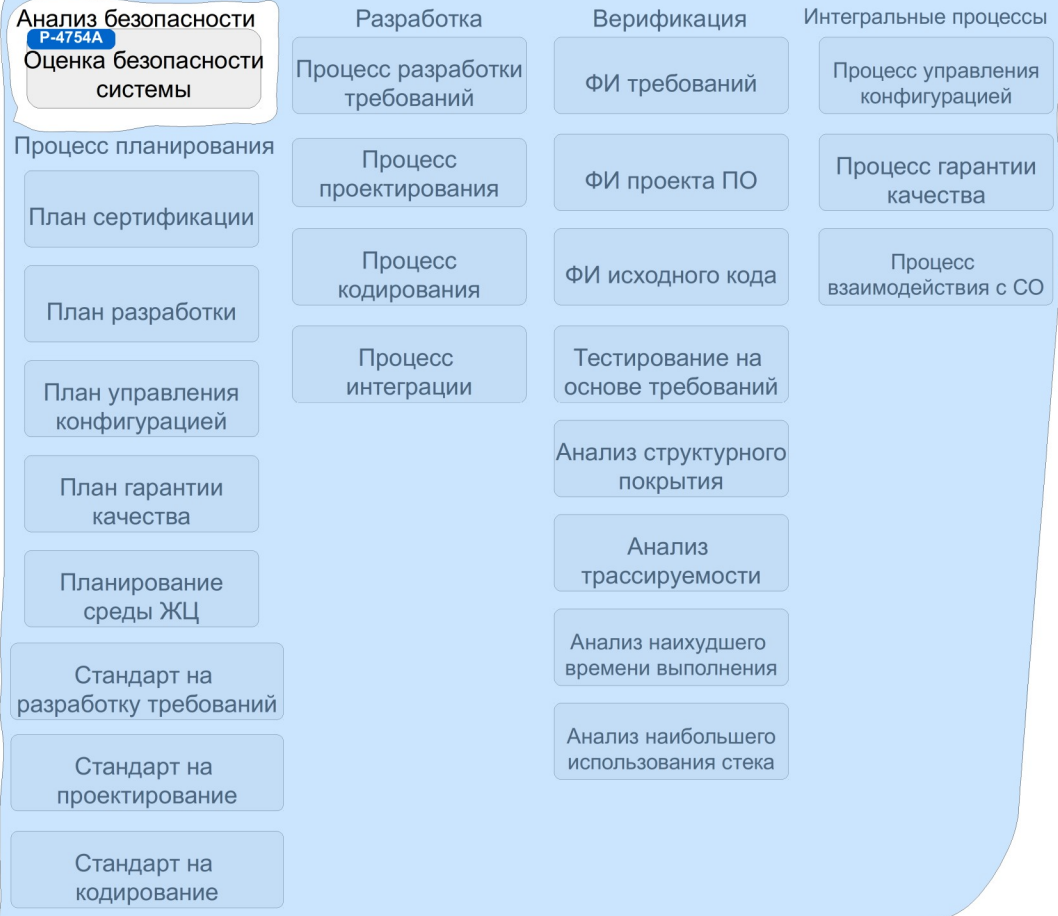 Анализ безопасности
Р-4754А
Оценка безопасности
системы
Процесс планирования
План сертификации
План разработки
План управления
конфигурацией
План гарантии
качества
Планирование
среды ЖЦ
Стандарт на
разработку требований
Стандарт на
проектирование
Стандарт на
кодирование
Разработка
Процесс разработки
требований
Процесс
проектирования
Процесс
кодирования
Процесс
интеграции
Верификация
ФИ требований
ФИ проекта ПО
ФИ исходного кода
Тестирование на
основе требований
Анализ структурного
покрытия
Анализ
трассируемости
Анализ наихудшего
времени выполнения
Анализ наибольшего
использования стека
Интегральные процессы
Процесс управления
конфигурацией
Процесс гарантии
качества
Процесс
взаимодействия с СО